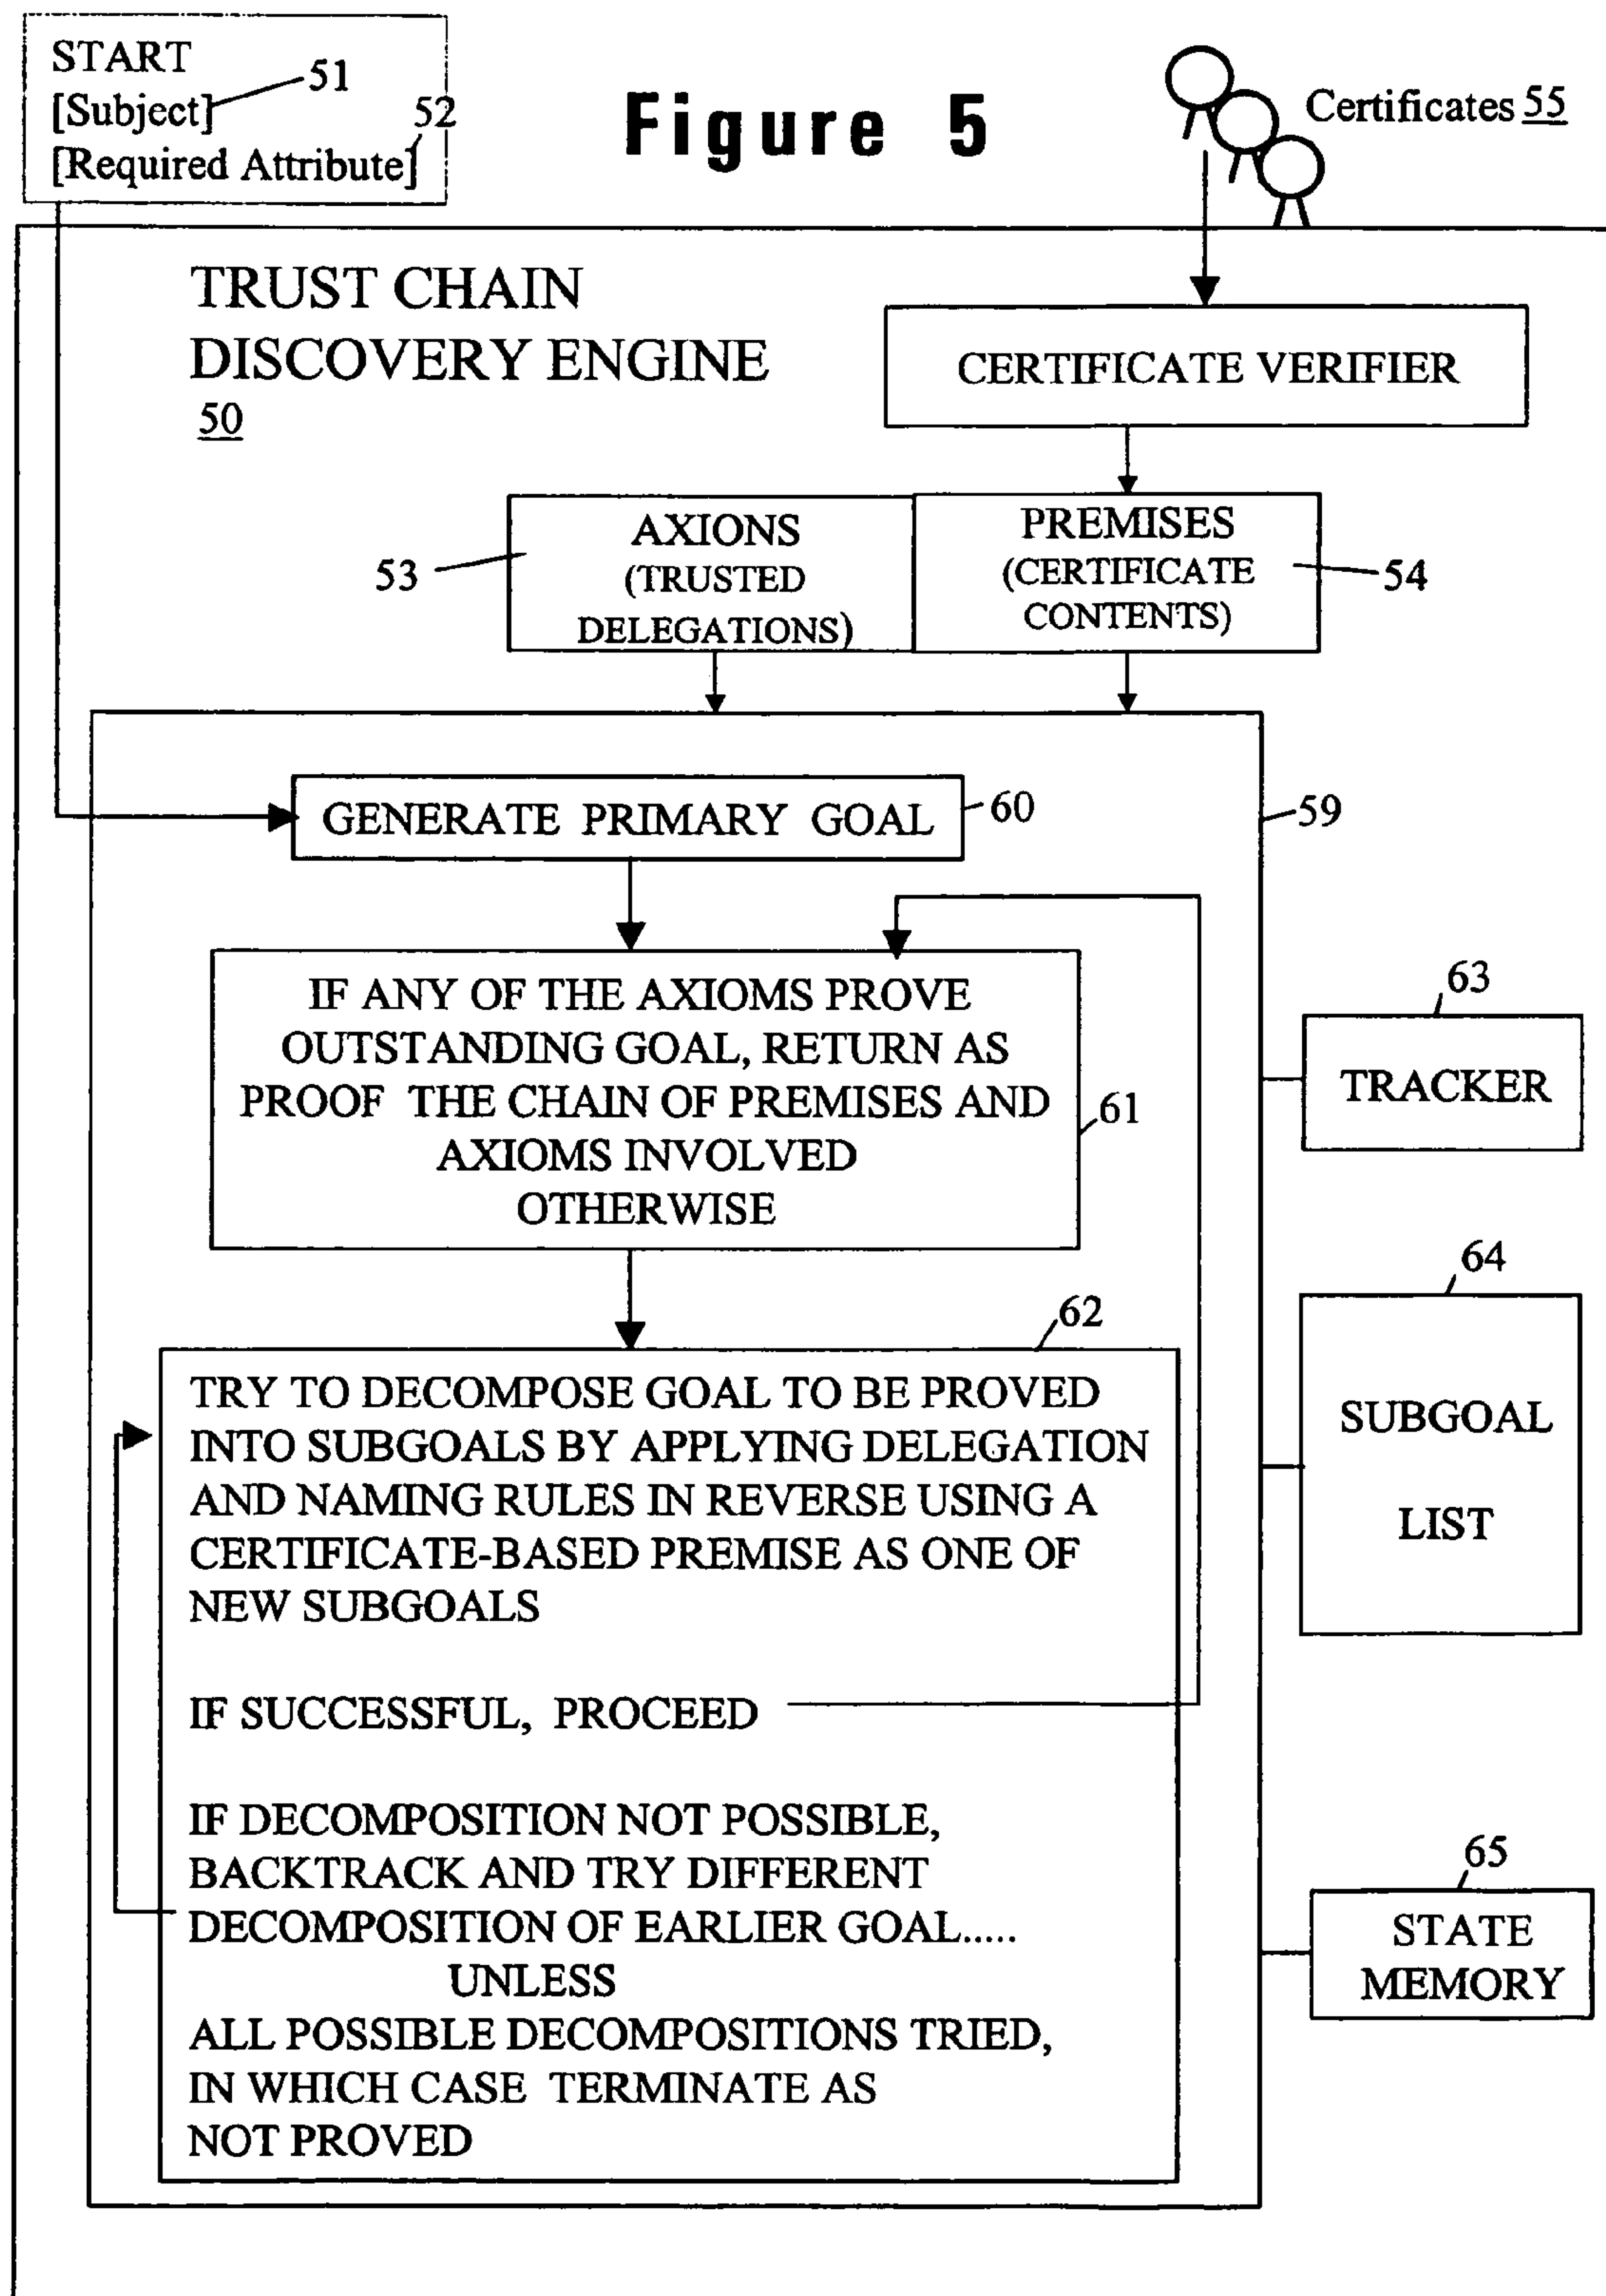 START
[Subject]
51
[Required Attribute]
52
Figure 5
Certificates 55
TRUST CHAIN
DISCOVERY ENGINE
50
CERTIFICATE VERIFIER
AXIONS
(TRUSTED
DELEGATIONS)
53
PREMISES
(CERTIFICATE
CONTENTS)
54
GENERATE PRIMARY GOAL
60
59
IF ANY OF THE AXIOMS PROVE
OUTSTANDING GOAL, RETURN AS
PROOF THE CHAIN OF PREMISES AND
AXIOMS INVOLVED
OTHERWISE
61
63
TRACKER
62
TRY TO DECOMPOSE GOAL TO BE PROVED
INTO SUBGOALS BY APPLYING DELEGATION
AND NAMING RULES IN REVERSE USING A
CERTIFICATE-BASED PREMISE AS ONE OF
NEW SUBGOALS
IF SUCCESSFUL, PROCEED
IF DECOMPOSITION NOT POSSIBLE,
BACKTRACK AND TRY DIFFERENT
DECOMPOSITION OF EARLIER GOAL.....
UNLESS
ALL POSSIBLE DECOMPOSITIONS TRIED,
IN WHICH CASE TERMINATE AS
NOT PROVED
64
SUBGOAL
LIST
65
STATE
MEMORY